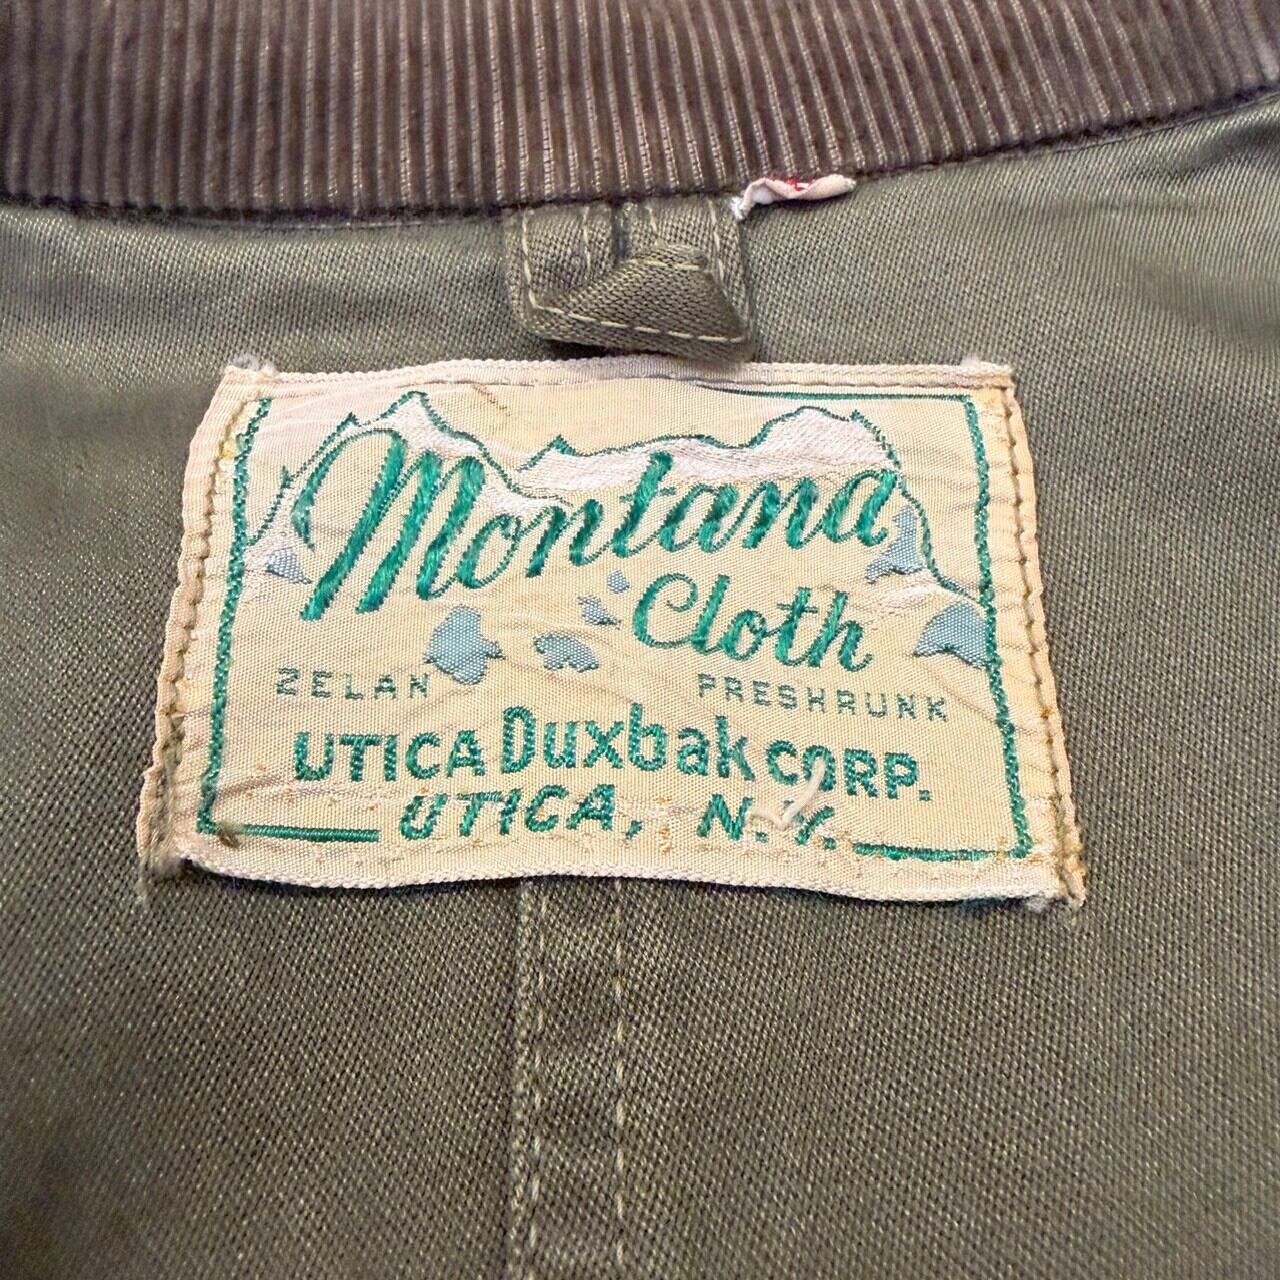 Montana
Cloth
ZELAN PRESHRUNK
UTICA Duxbak CORP.
UTICA, N.Y.